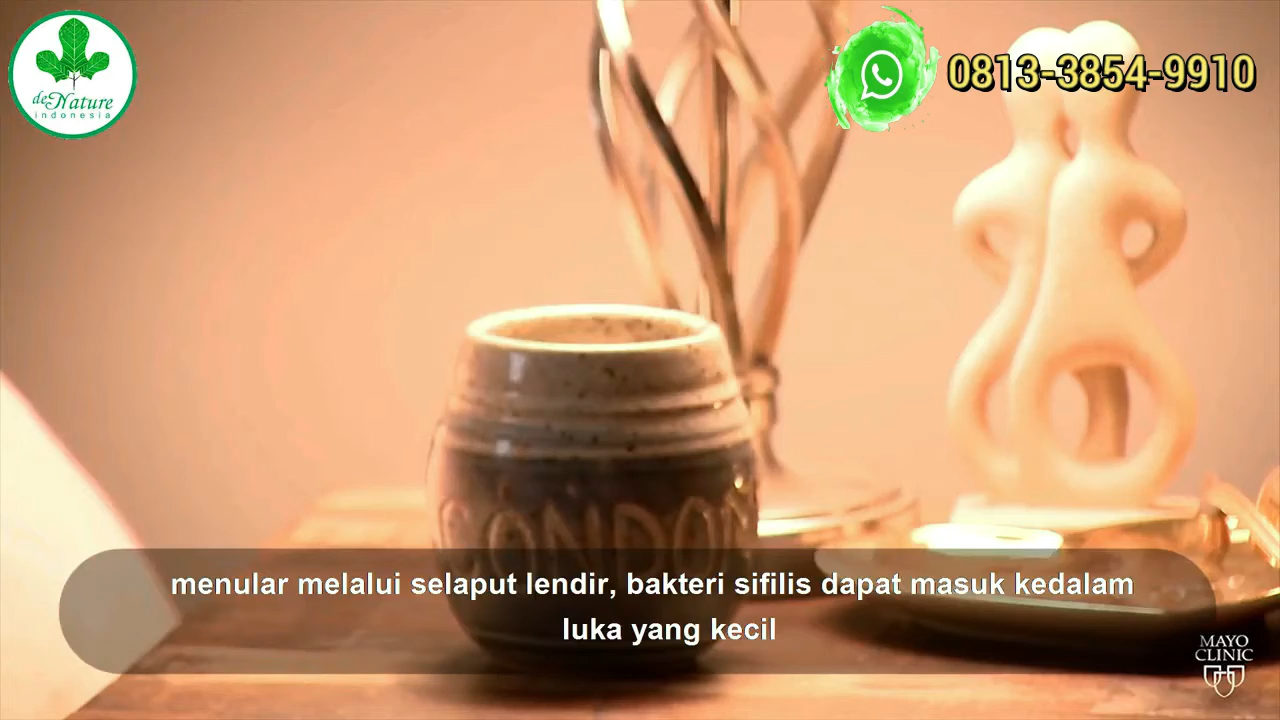 deNature
indonesia
0813-3854-9910
CONDOM
menular melalui selaput lendir, bakteri sifilis dapat masuk kedalam
luka yang kecil
MAYO
CLINIC